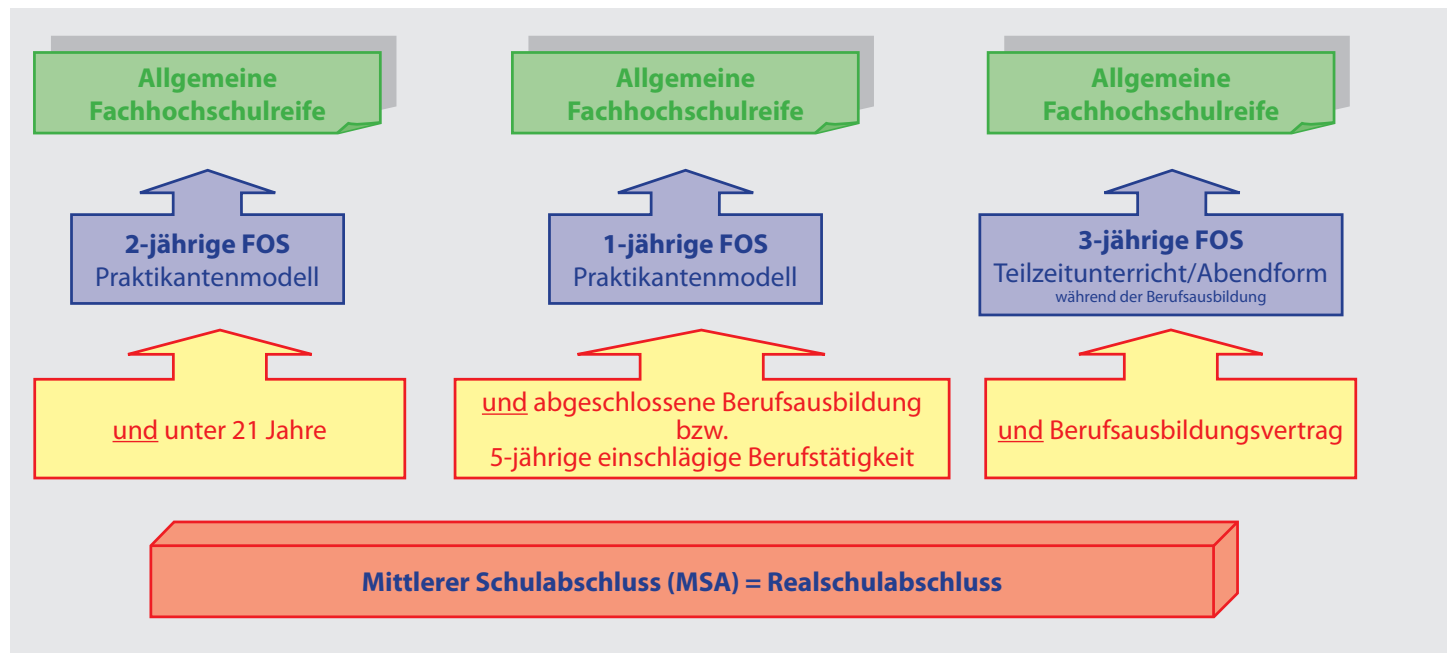 Allgemeine
Fachhochschulreife
Allgemeine
Fachhochschulreife
Allgemeine
Fachhochschulreife
2-jährige FOS
Praktikantenmodell
1-jährige FOS
Praktikantenmodell
3-jährige FOS
Teilzeitunterricht/Abendform
während der Berufsausbildung
und unter 21 Jahre
und abgeschlossene Berufsausbildung
bzw.
5-jährige einschlägige Berufstätigkeit
und Berufsausbildungsvertrag
Mittlerer Schulabschluss (MSA) = Realschulabschluss